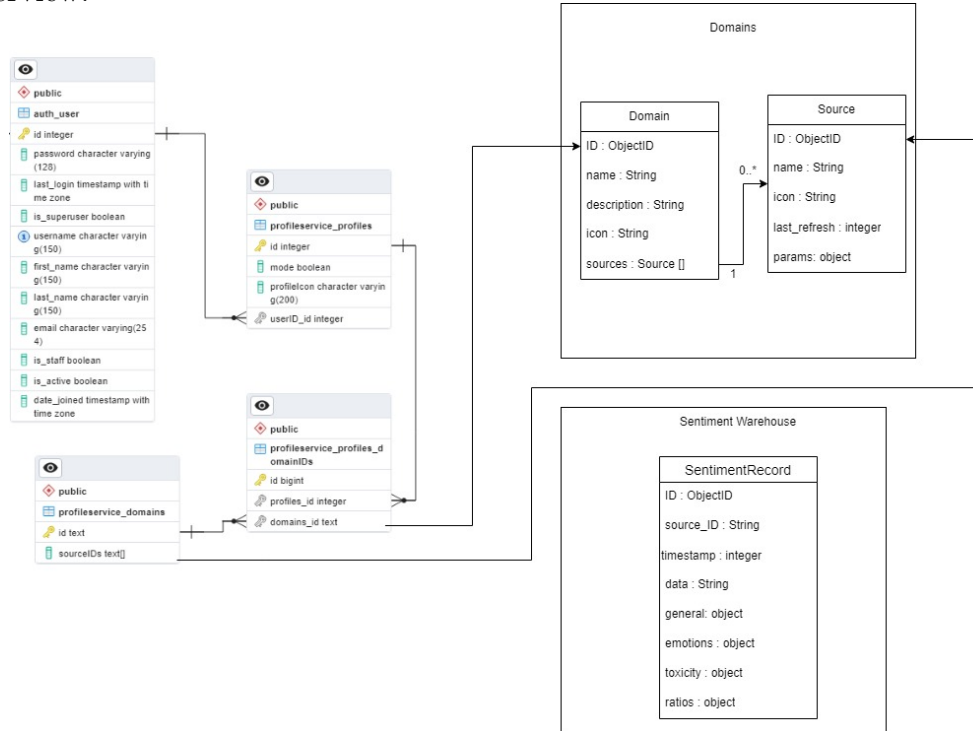 public
auth_user
id integer
password character varying
(128)
last_login timestamp with ti
me zone
is_superuser boolean
username character varyin
g(150)
first_name character varyin
g(150)
last_name character varyin
g(150)
email character varying(25
4)
is_staff boolean
is_active boolean
date_joined timestamp with
time zone
public
profileservice_profiles
id integer
mode boolean
profileIcon character varyin
g(200)
userID_id integer
public
profileservice_profiles_d
omainIDs
id bigint
profiles_id integer
domains_id text
public
profileservice_domains
id text
sourceIDs text[]
Domains
Domain
ID : ObjectID
name : String
description : String
icon : String
sources : Source []
0..*
1
Source
ID : ObjectID
name : String
icon : String
last_refresh : integer
params: object
Sentiment Warehouse
SentimentRecord
ID : ObjectID
source_ID : String
timestamp : integer
data : String
general: object
emotions : object
toxicity : object
ratios : object